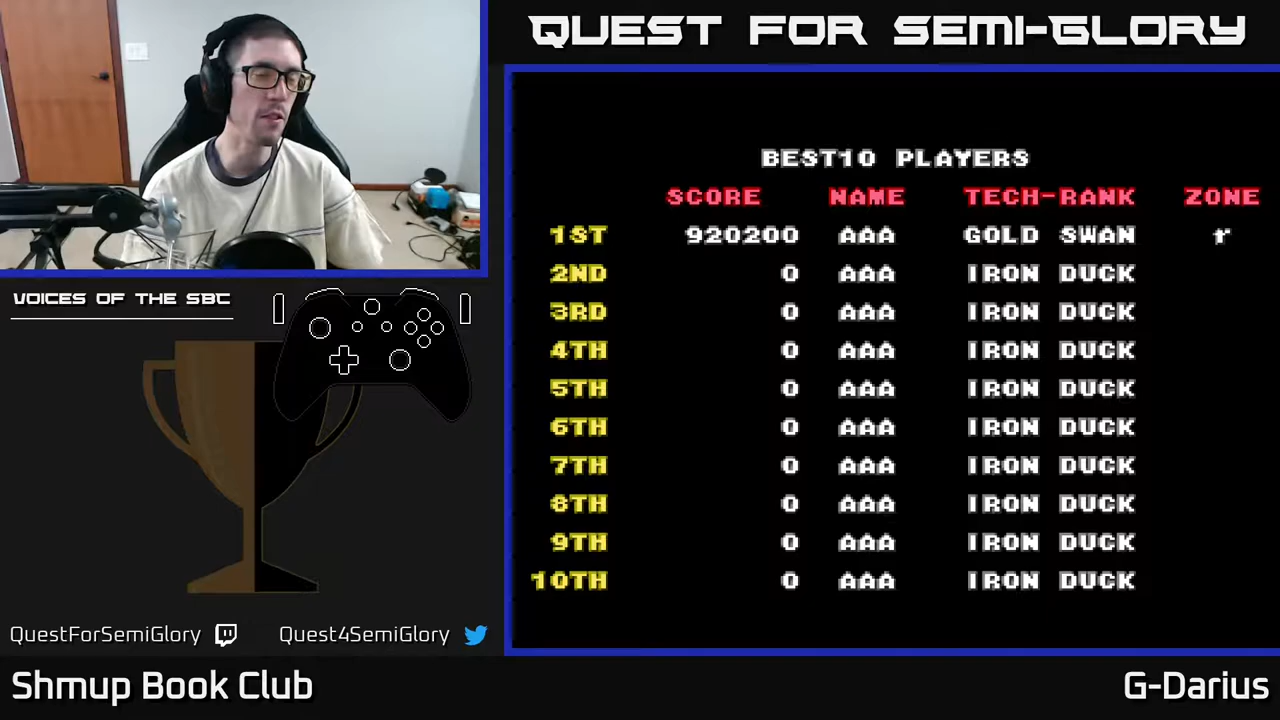 QUEST FOR SEMI-GLORY
BEST10 PLAYERS
SCORE NAME TECH-RANK ZONE
1ST 920200 AAA GOLD SWAN r
2ND 0 AAA IRON DUCK
3RD 0 AAA IRON DUCK
4TH 0 AAA IRON DUCK
5TH 0 AAA IRON DUCK
6TH 0 AAA IRON DUCK
7TH 0 AAA IRON DUCK
8TH 0 AAA IRON DUCK
9TH 0 AAA IRON DUCK
10TH 0 AAA IRON DUCK
VOICES OF THE SBC
QuestForSemiGlory
Quest4SemiGlory
Shmup Book Club
G-Darius